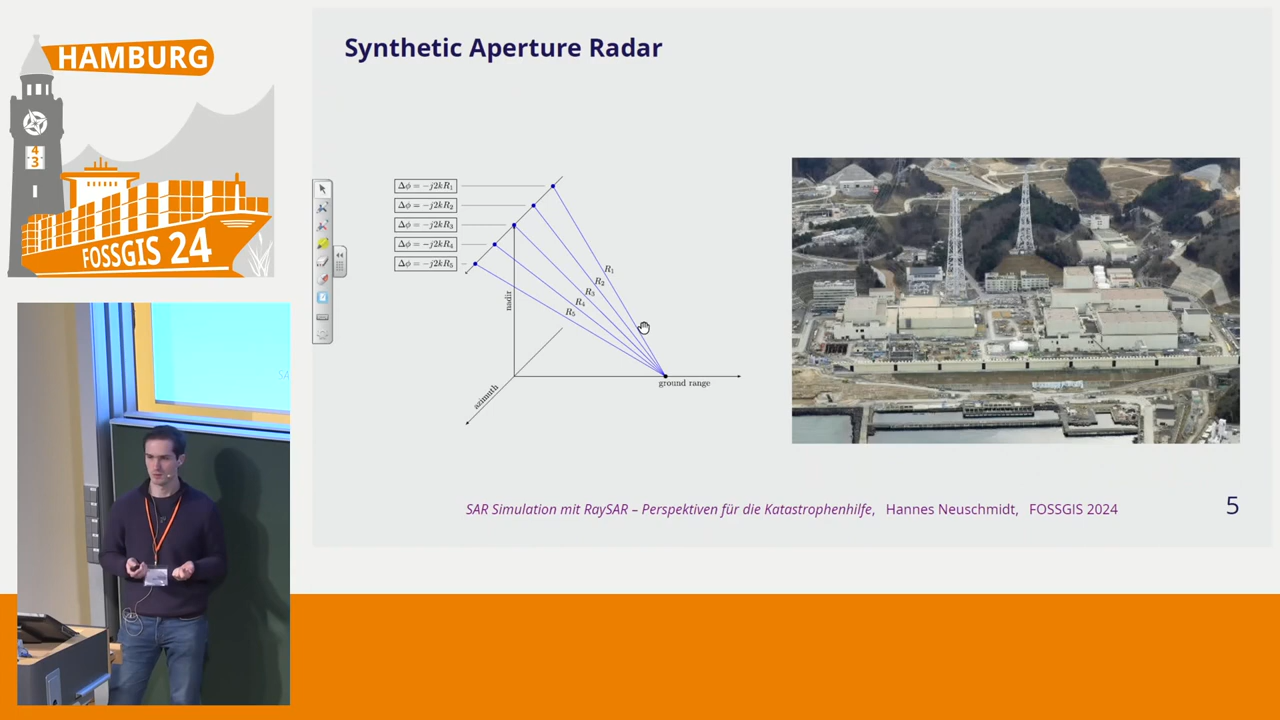 HAMBURG
4
3
FOSSGIS 24
Synthetic Aperture Radar
Δϕ = −j2kR₁
Δϕ = −j2kR₂
Δϕ = −j2kR₃
Δϕ = −j2kR₄
Δϕ = −j2kR₅
R₁
R₂
R₃
R₄
R₅
nadir
ground range
azimuth
SAR Simulation mit RaySAR – Perspektiven für die Katastrophenhilfe, Hannes Neuschmidt, FOSSGIS 2024
5